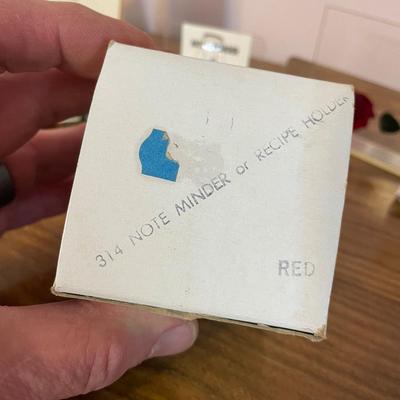 314 NOTE MINDER or RECIPE HOLDER
RED